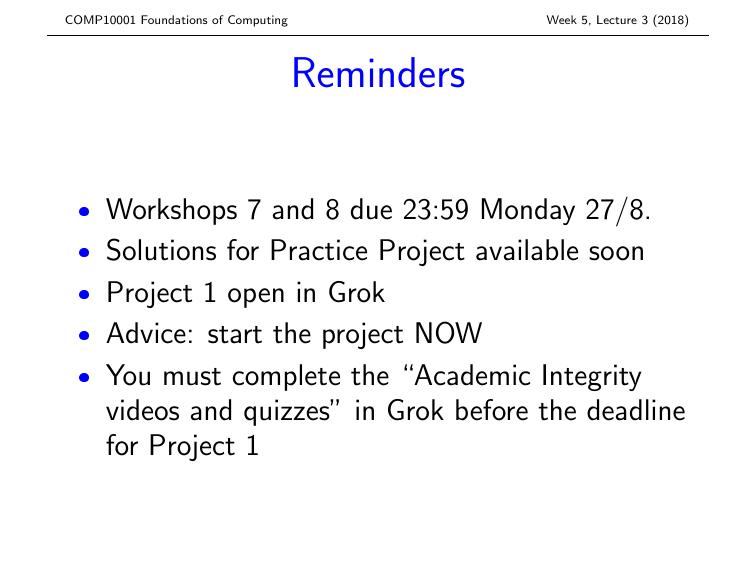 COMP10001 Foundations of Computing Week 5, Lecture 3 (2018)
Reminders
• Workshops 7 and 8 due 23:59 Monday 27/8.
• Solutions for Practice Project available soon
• Project 1 open in Grok
• Advice: start the project NOW
• You must complete the “Academic Integrity
videos and quizzes” in Grok before the deadline
for Project 1